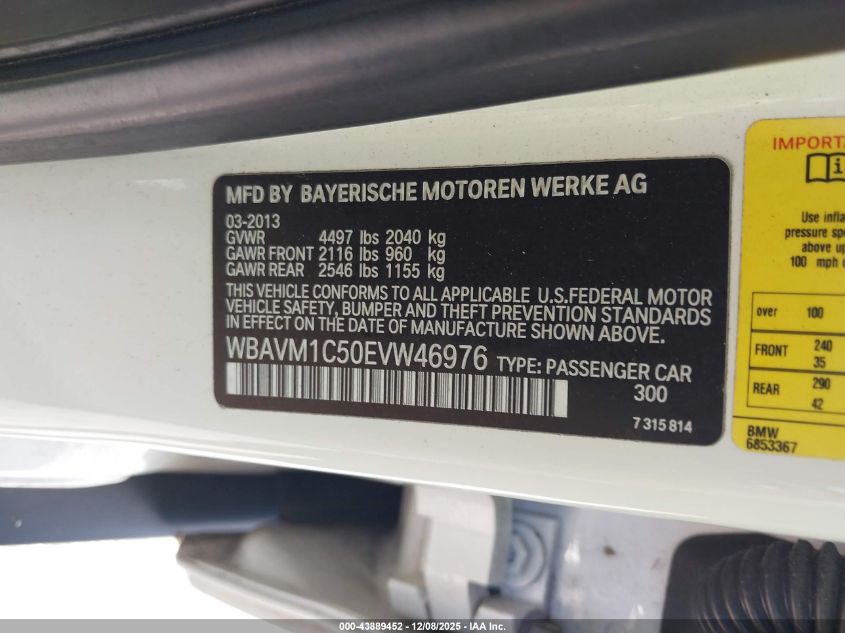 MFD BY BAYERISCHE MOTOREN WERKE AG
03-2013
GVWR 4497 lbs 2040 kg
GAWR FRONT 2116 lbs 960 kg
GAWR REAR 2546 lbs 1155 kg
THIS VEHICLE CONFORMS TO ALL APPLICABLE U.S.FEDERAL MOTOR
VEHICLE SAFETY, BUMPER AND THEFT PREVENTION STANDARDS
IN EFFECT ON THE DATE OF MANUFACTURE SHOWN ABOVE.
WBAVM1C50EVW46976 TYPE: PASSENGER CAR
300
7 315 814
Use
pressure
above
100 mph
over 100
FRONT 240
35
REAR 290
42
BMW
6853367
000-43889452 - 12/08/2025 - IAA Inc.